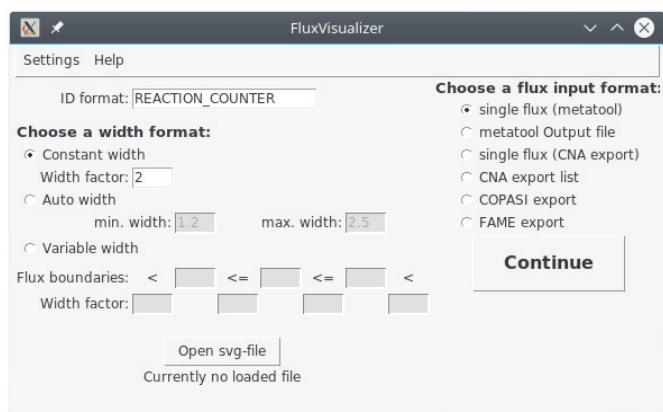 FluxVisualizer
Settings Help
ID format: REACTION_COUNTER
Choose a width format:
Constant width
Width factor: 2
Auto width
min. width: 1.2 max. width: 2.5
Variable width
Flux boundaries: < <= <= <
Width factor:
Open svg-file
Currently no loaded file
Choose a flux input format:
single flux (metatool)
metatool Output file
single flux (CNA export)
CNA export list
COPASI export
FAME export
Continue